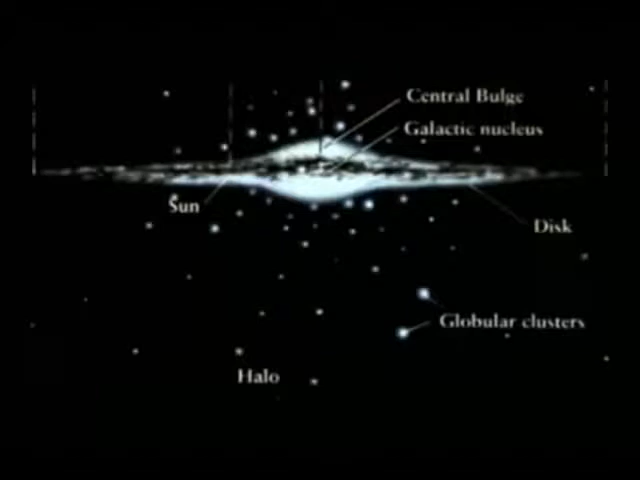 Central Bulge
Galactic nucleus
Sun
Disk
Globular clusters
Halo